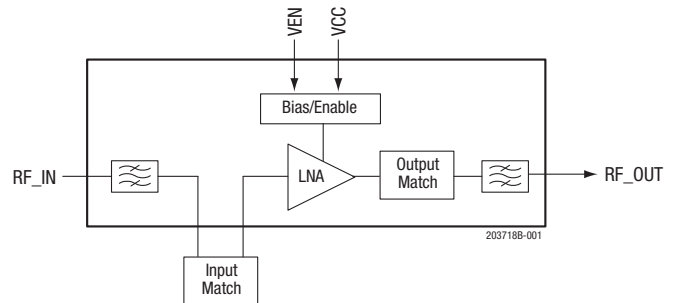 VEN
VCC
Bias/Enable
RF_IN
LNA
Output
Match
RF_OUT
203718B-001
Input
Match